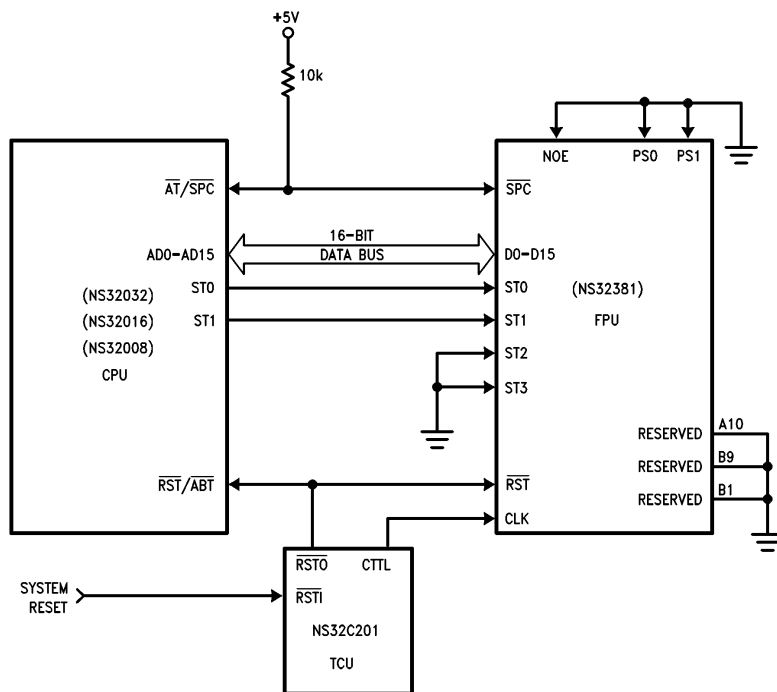 +5V
10k
NOE PS0 PS1
AT/SPC
SPC
16-BIT
AD0-AD15
DATA BUS
D0-D15
(NS32032)
ST0
ST0
(NS32381)
(NS32016)
ST1
ST1
FPU
(NS32008)
ST2
CPU
ST3
A10
RESERVED
B9
RESERVED
RST/ABT
RST
B1
RESERVED
CLK
RSTO CTTL
SYSTEM
RESET
RSTI
NS32C201
TCU